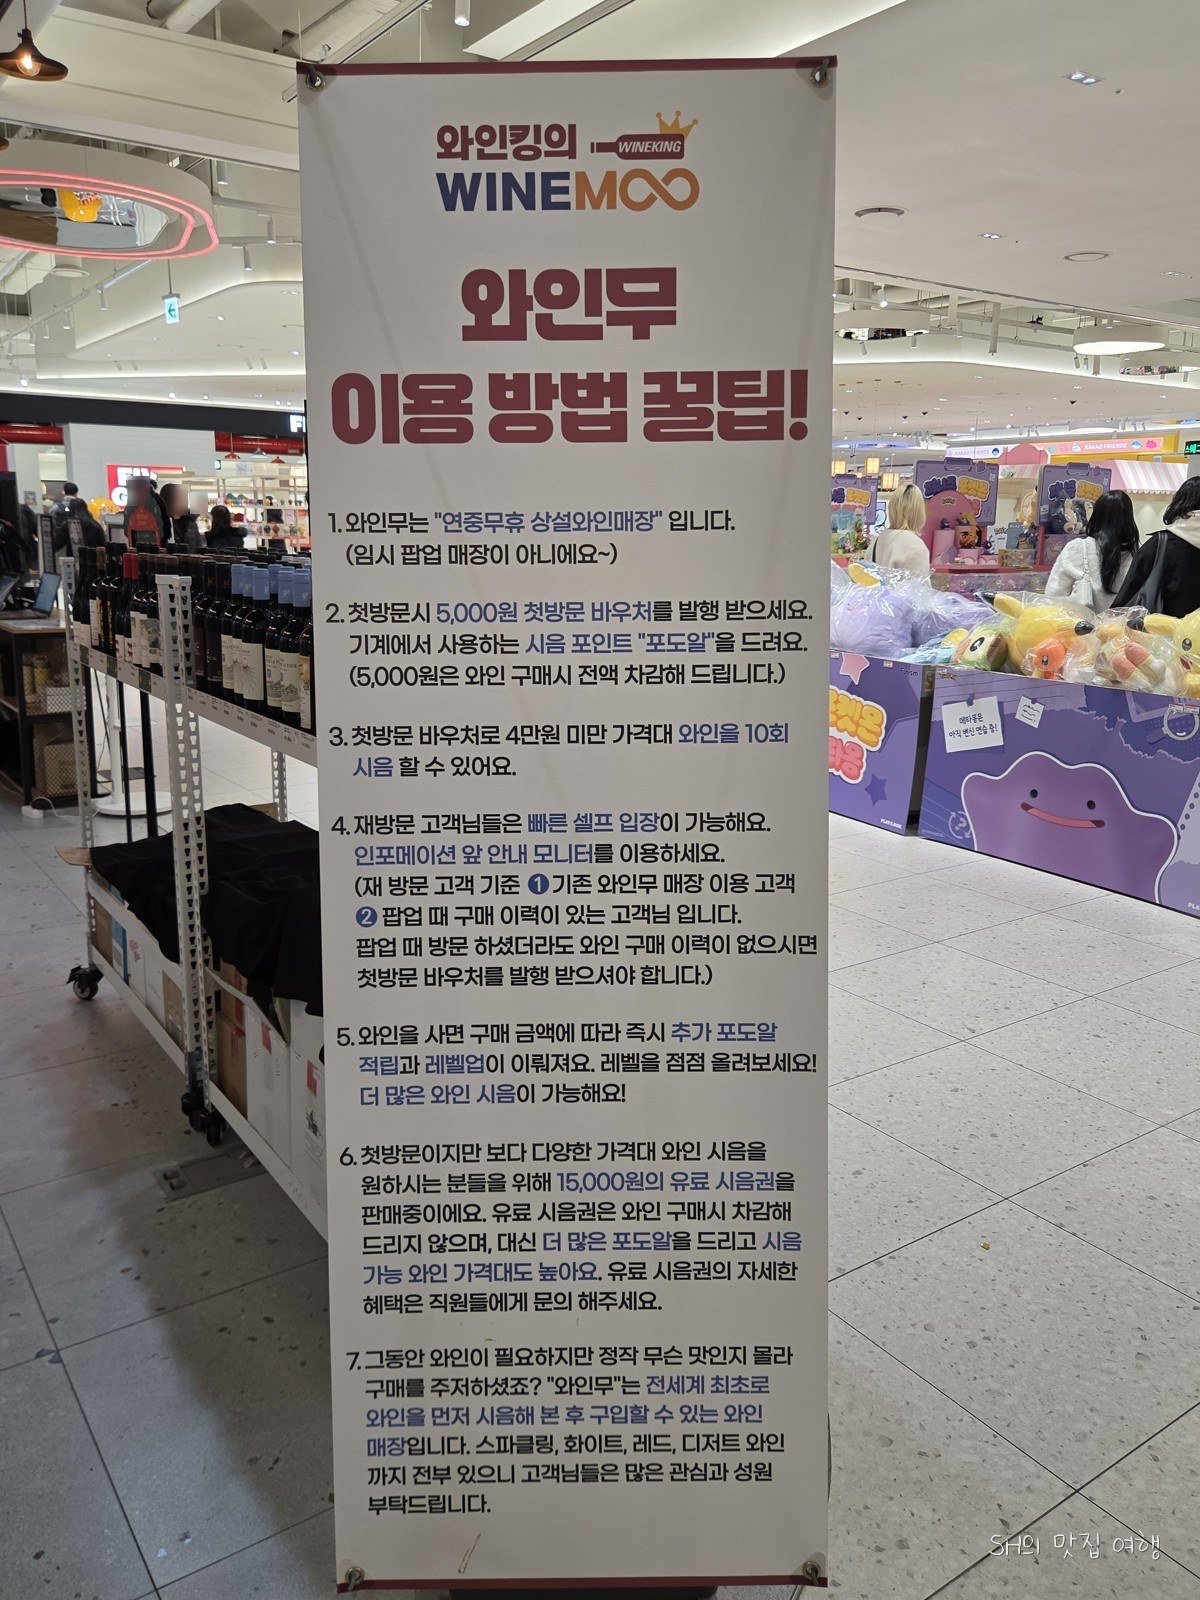 와인킹의 WINEKING
WINEMOO
와인무
이용 방법 꿀팁!
1. 와인무는 "연중무휴 상설와인매장" 입니다.
(임시 팝업 매장이 아니에요~)
2. 첫방문시 5,000원 첫방문 바우처를 발행 받으세요.
기계에서 사용하는 시음 포인트 "포도알"을 드려요.
(5,000원은 와인 구매시 전액 차감해 드립니다.)
3. 첫방문 바우처로 4만원 미만 가격대 와인을 10회
시음 할 수 있어요.
4. 재방문 고객님들은 빠른 셀프 입장이 가능해요.
인포메이션 앞 안내 모니터를 이용하세요.
(재 방문 고객 기준 ❶ 기존 와인무 매장 이용 고객
❷ 팝업 때 구매 이력이 있는 고객님 입니다.
팝업 때 방문 하셨더라도 와인 구매 이력이 없으시면
첫방문 바우처를 발행 받으셔야 합니다.)
5. 와인을 사면 구매 금액에 따라 즉시 추가 포도알
적립과 레벨업이 이뤄져요. 레벨을 점점 올려보세요!
더 많은 와인 시음이 가능해요!
6. 첫방문이지만 보다 다양한 가격대 와인 시음을
원하시는 분들을 위해 15,000원의 유료 시음권을
판매중이에요. 유료 시음권은 와인 구매시 차감해
드리지 않으며, 대신 더 많은 포도알을 드리고 시음
가능 와인 가격대도 높아요. 유료 시음권의 자세한
혜택은 직원들에게 문의 해주세요.
7. 그동안 와인이 필요하지만 정작 무슨 맛인지 몰라
구매를 주저하셨죠? "와인무"는 전세계 최초로
와인을 먼저 시음해 본 후 구입할 수 있는 와인
매장입니다. 스파클링, 화이트, 레드, 디저트 와인
까지 전부 있으니 고객님들은 많은 관심과 성원
부탁드립니다.
KAKAO FRIENDS
메타몽은
아직 변신 연습 중!
SH의 맛집 여행